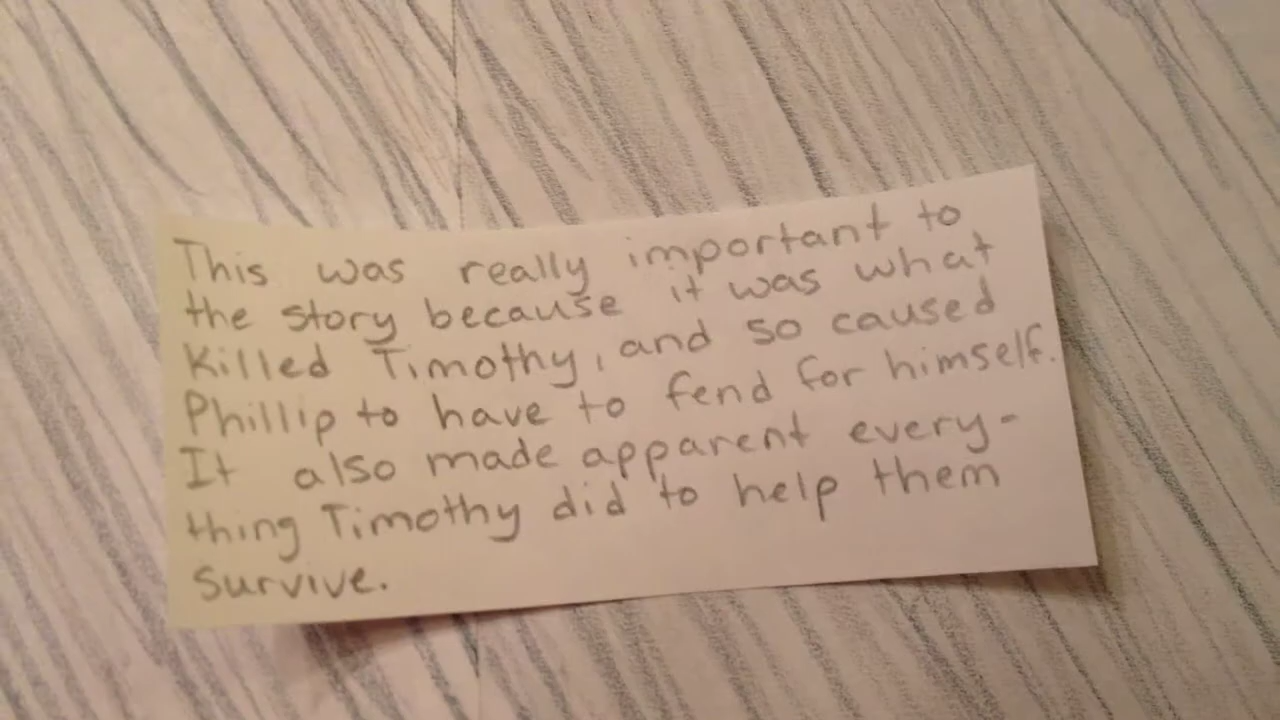 This was really important to
the story because it was what
Killed Timothy, and so caused
Phillip to have to fend for himself.
It also made apparent every-
thing Timothy did to help them
survive.